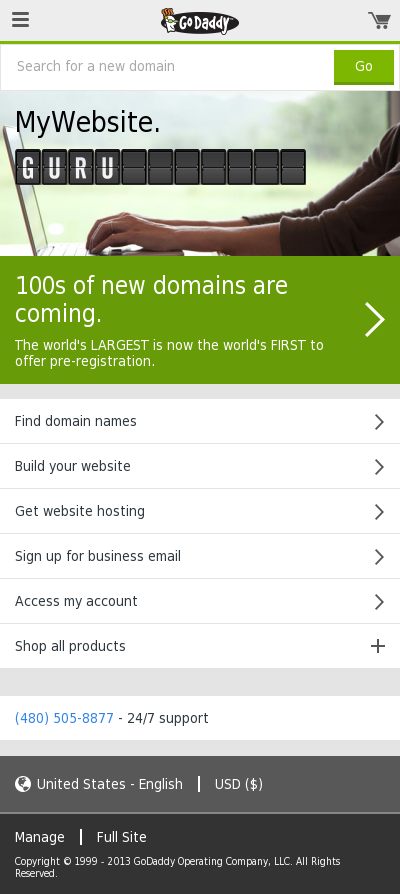 GoDaddy™
Search for a new domain
Go
MyWebsite.
GURU
100s of new domains are
coming.
The world's LARGEST is now the world's FIRST to
offer pre-registration.
Find domain names
Build your website
Get website hosting
Sign up for business email
Access my account
Shop all products
(480) 505-8877 - 24/7 support
United States - English | USD ($)
Manage | Full Site
Copyright © 1999 - 2013 GoDaddy Operating Company, LLC. All Rights
Reserved.